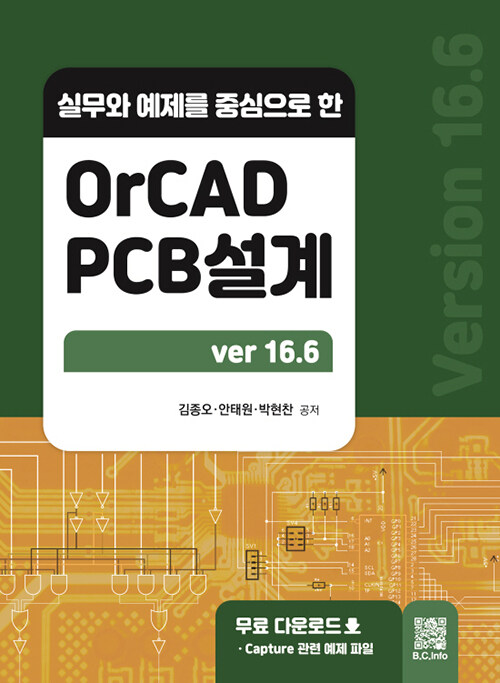 Version 16.6
실무와 예제를 중심으로 한
OrCAD
PCB설계
ver 16.6
김종오·안태원·박현찬 공저
무료 다운로드
· Capture 관련 예제 파일
B.C.Info